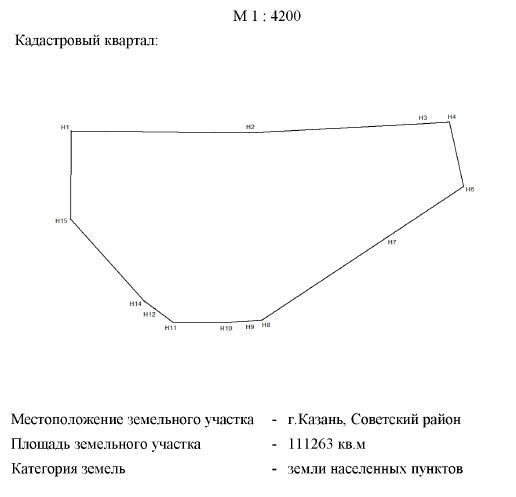 М 1 : 4200
Кадастровый квартал:
Н1
Н2
Н3
Н4
Н6
Н15
Н7
Н14
Н12
Н11
Н10
Н9
Н8
Местоположение земельного участка - г.Казань, Советский район
Площадь земельного участка - 111263 кв.м
Категория земель - земли населенных пунктов